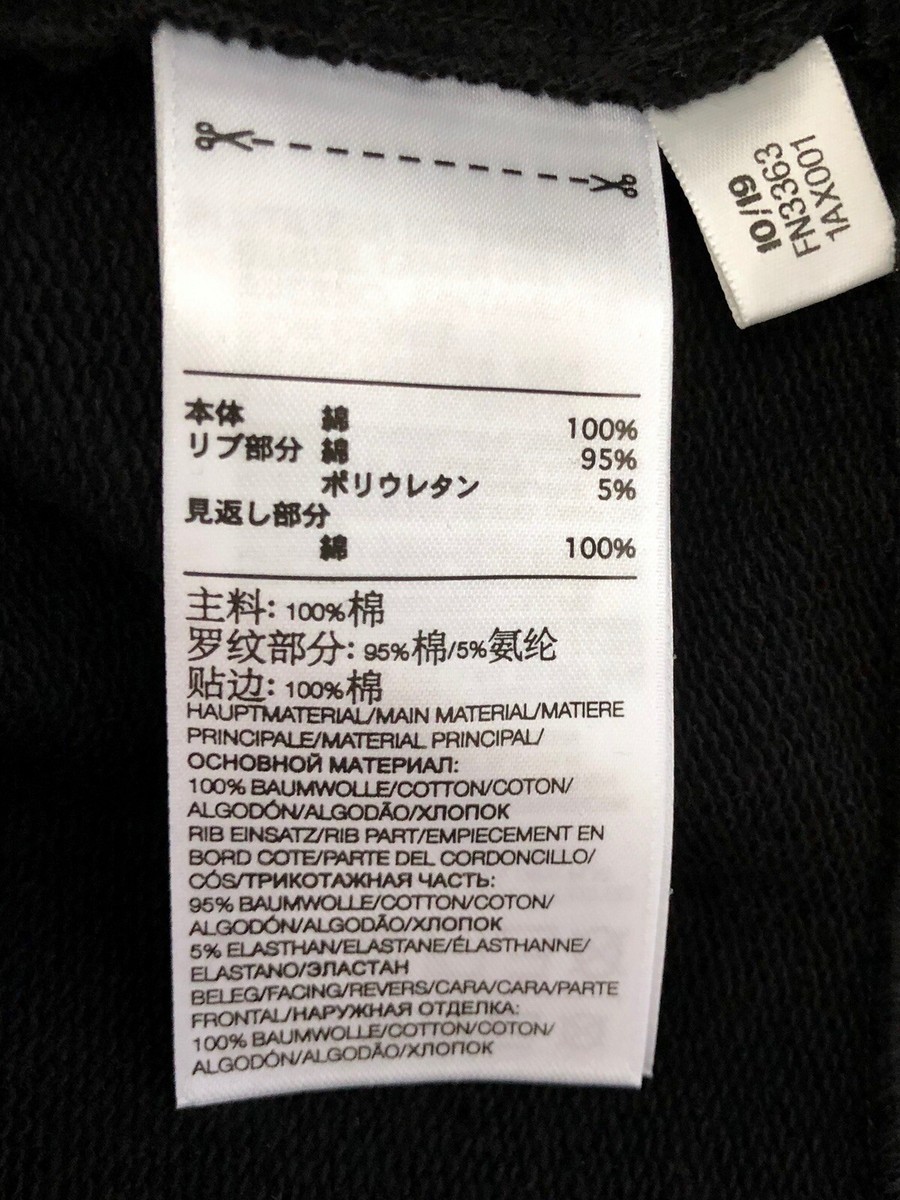 10/19
FN3363
1AX001
本体 綿 100%
リブ部分 綿 95%
ポリウレタン 5%
見返し部分
綿 100%
主料: 100%棉
罗纹部分: 95%棉/5%氨纶
贴边: 100%棉
HAUPTMATERIAL/MAIN MATERIAL/MATIERE
PRINCIPALE/MATERIAL PRINCIPAL/
ОСНОВНОЙ МАТЕРИАЛ:
100% BAUMWOLLE/COTTON/COTON/
ALGODÓN/ALGODÃO/ХЛОПОК
RIB EINSATZ/RIB PART/EMPIECEMENT EN
BORD COTE/PARTE DEL CORDONCILLO/
CÓS/ТРИКОТАЖНАЯ ЧАСТЬ:
95% BAUMWOLLE/COTTON/COTON/
ALGODÓN/ALGODÃO/ХЛОПОК
5% ELASTHAN/ELASTANE/ÉLASTHANNE/
ELASTANO/ЭЛАСТАН
BELEG/FACING/REVERS/CARA/CARA/PARTE
FRONTAL/НАРУЖНАЯ ОТДЕЛКА:
100% BAUMWOLLE/COTTON/COTON/
ALGODÓN/ALGODÃO/ХЛОПОК